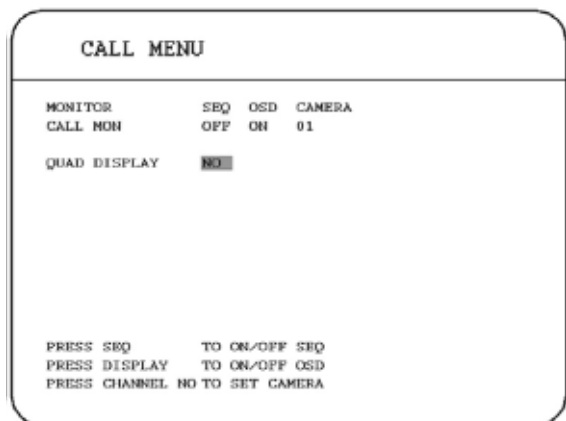 CALL MENU
MONITOR SEQ OSD CAMERA
CALL MON OFF ON 01
QUAD DISPLAY NO
PRESS SEQ TO ON/OFF SEQ
PRESS DISPLAY TO ON/OFF OSD
PRESS CHANNEL NO TO SET CAMERA